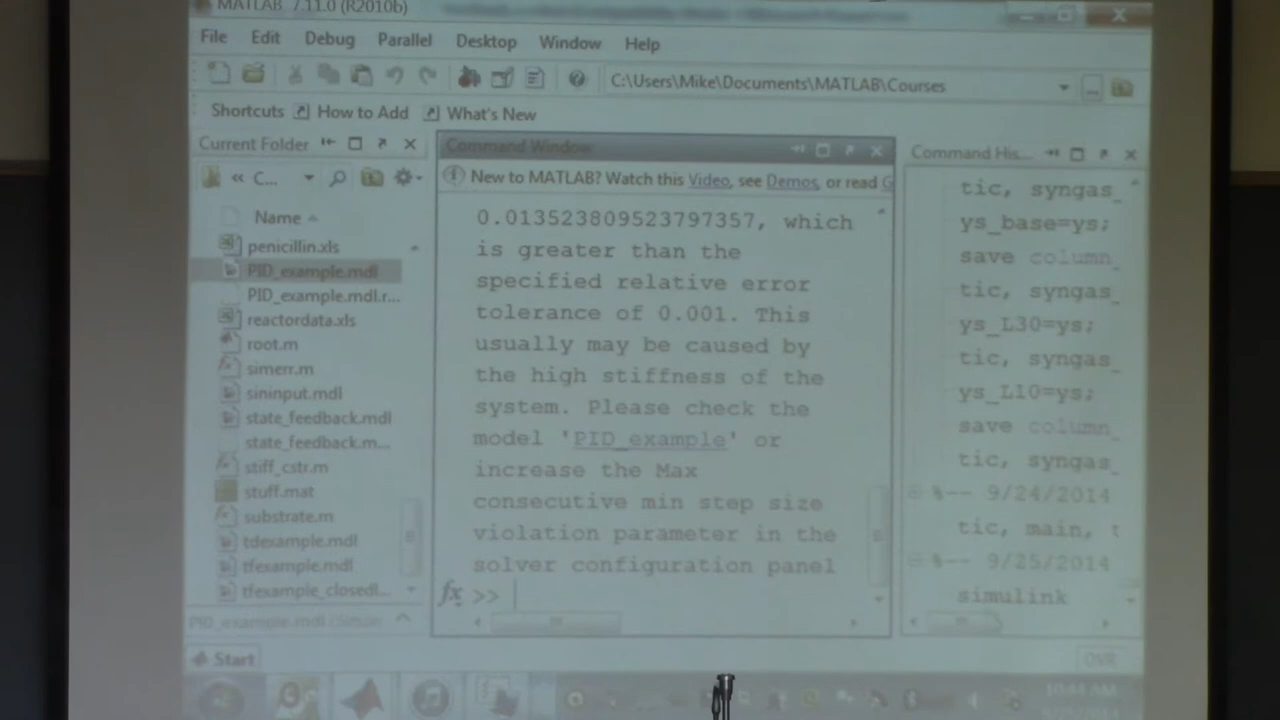 MATLAB 7.11.0 (R2010b)
File Edit Debug Parallel Desktop Window Help
C:\Users\Mike\Documents\MATLAB\Courses
Shortcuts How to Add What's New
Current Folder
« C...
Name
penicillin.xls
PID_example.mdl
PID_example.mdl.r...
reactordata.xls
root.m
simerr.m
sininput.mdl
state_feedback.mdl
state_feedback.m...
stiff_cstr.m
stuff.mat
substrate.m
tdexample.mdl
tfexample.mdl
tfexample_closedl...
Command Window
New to MATLAB? Watch this Video, see Demos, or read G
0.013523809523797357, which
is greater than the
specified relative error
tolerance of 0.001. This
usually may be caused by
the high stiffness of the
system. Please check the
model 'PID_example' or
increase the Max
consecutive min step size
violation parameter in the
solver configuration panel
fx >>
Command His...
tic, syngas_
ys_base=ys;
save column_
tic, syngas_
ys_L30=ys;
tic, syngas_
ys_L10=ys;
save column_
tic, syngas_
%-- 9/24/2014
tic, main, t
%-- 9/25/2014
simulink
Start
OVR